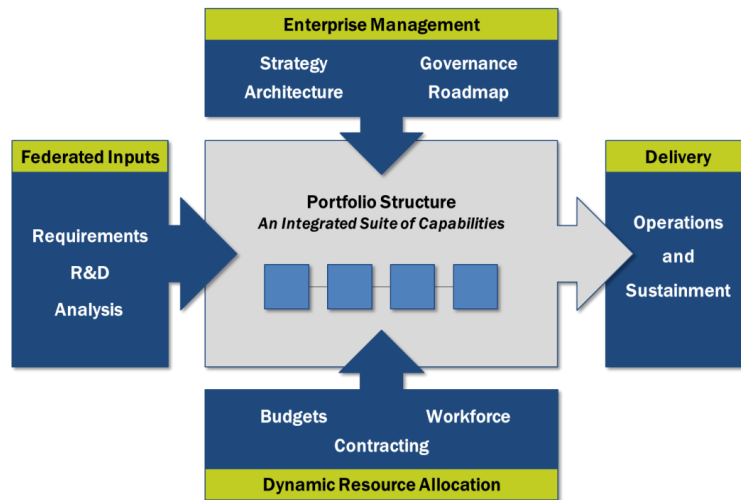 Enterprise Management
Strategy Governance
Architecture Roadmap
Federated Inputs
Requirements
R&D
Analysis
Portfolio Structure
An Integrated Suite of Capabilities
Delivery
Operations
and
Sustainment
Budgets Workforce
Contracting
Dynamic Resource Allocation